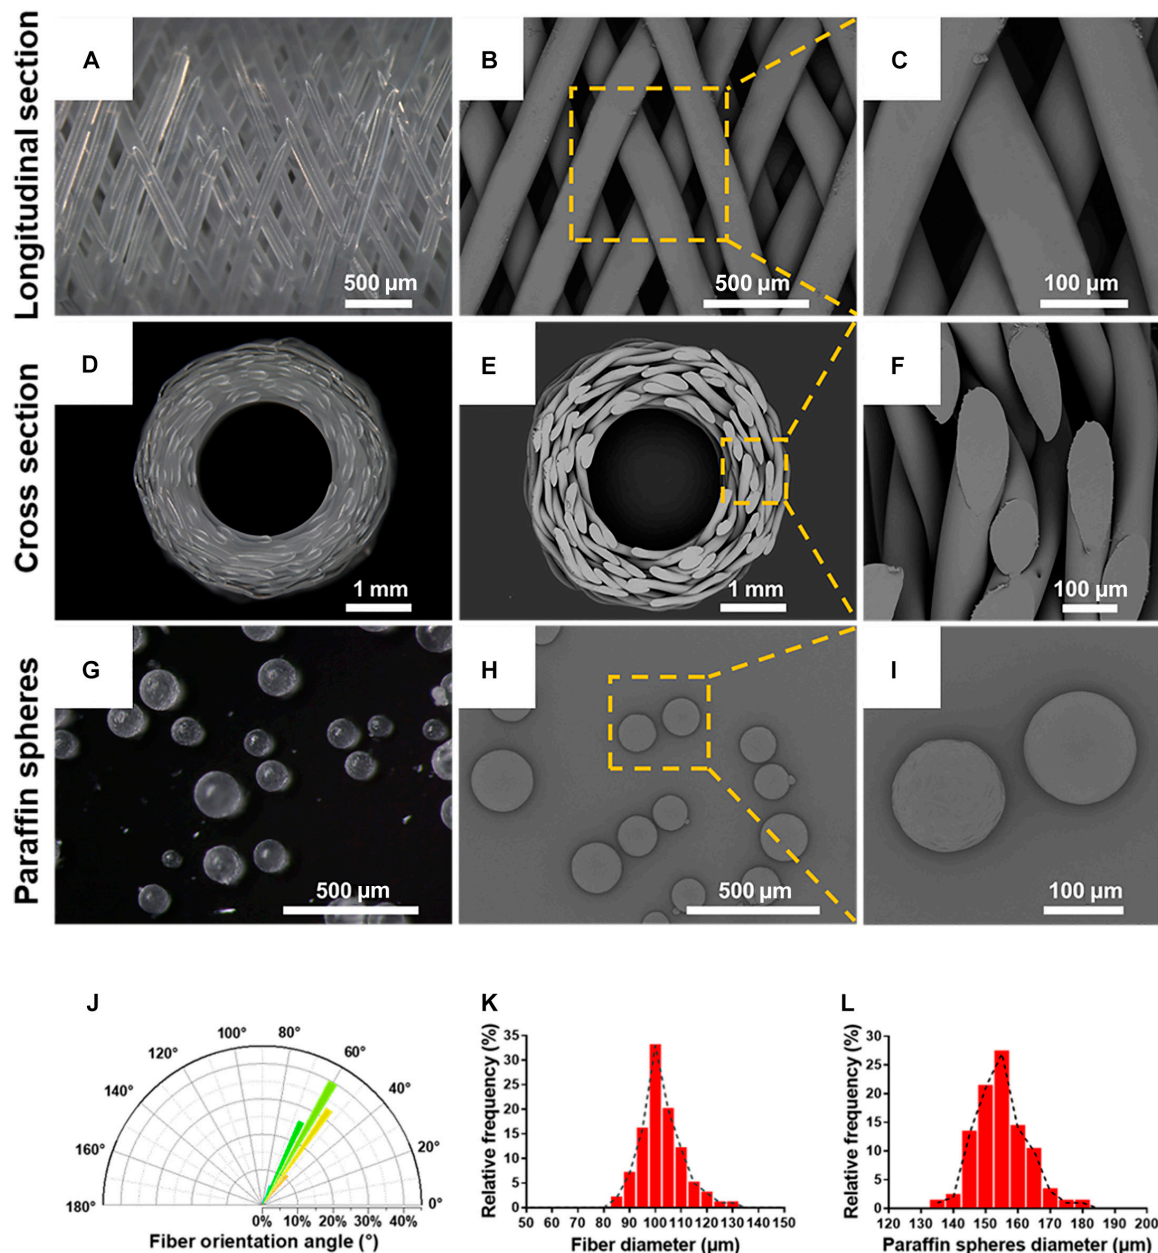 Longitudinal section
A
500 µm
B
500 µm
C
100 µm
Cross section
D
1 mm
E
1 mm
F
100 µm
Paraffin spheres
G
500 µm
H
500 µm
I
100 µm
J
180°
160°
140°
120°
100°
80°
60°
40°
20°
0°
0% 10% 20% 30% 40%
Fiber orientation angle (°)
K
Relative frequency (%)
35
30
25
20
15
10
5
0
50 60 70 80 90 100 110 120 130 140 150
Fiber diameter (µm)
L
Relative frequency (%)
30
25
20
15
10
5
0
120 130 140 150 160 170 180 190 200
Paraffin spheres diameter (µm)